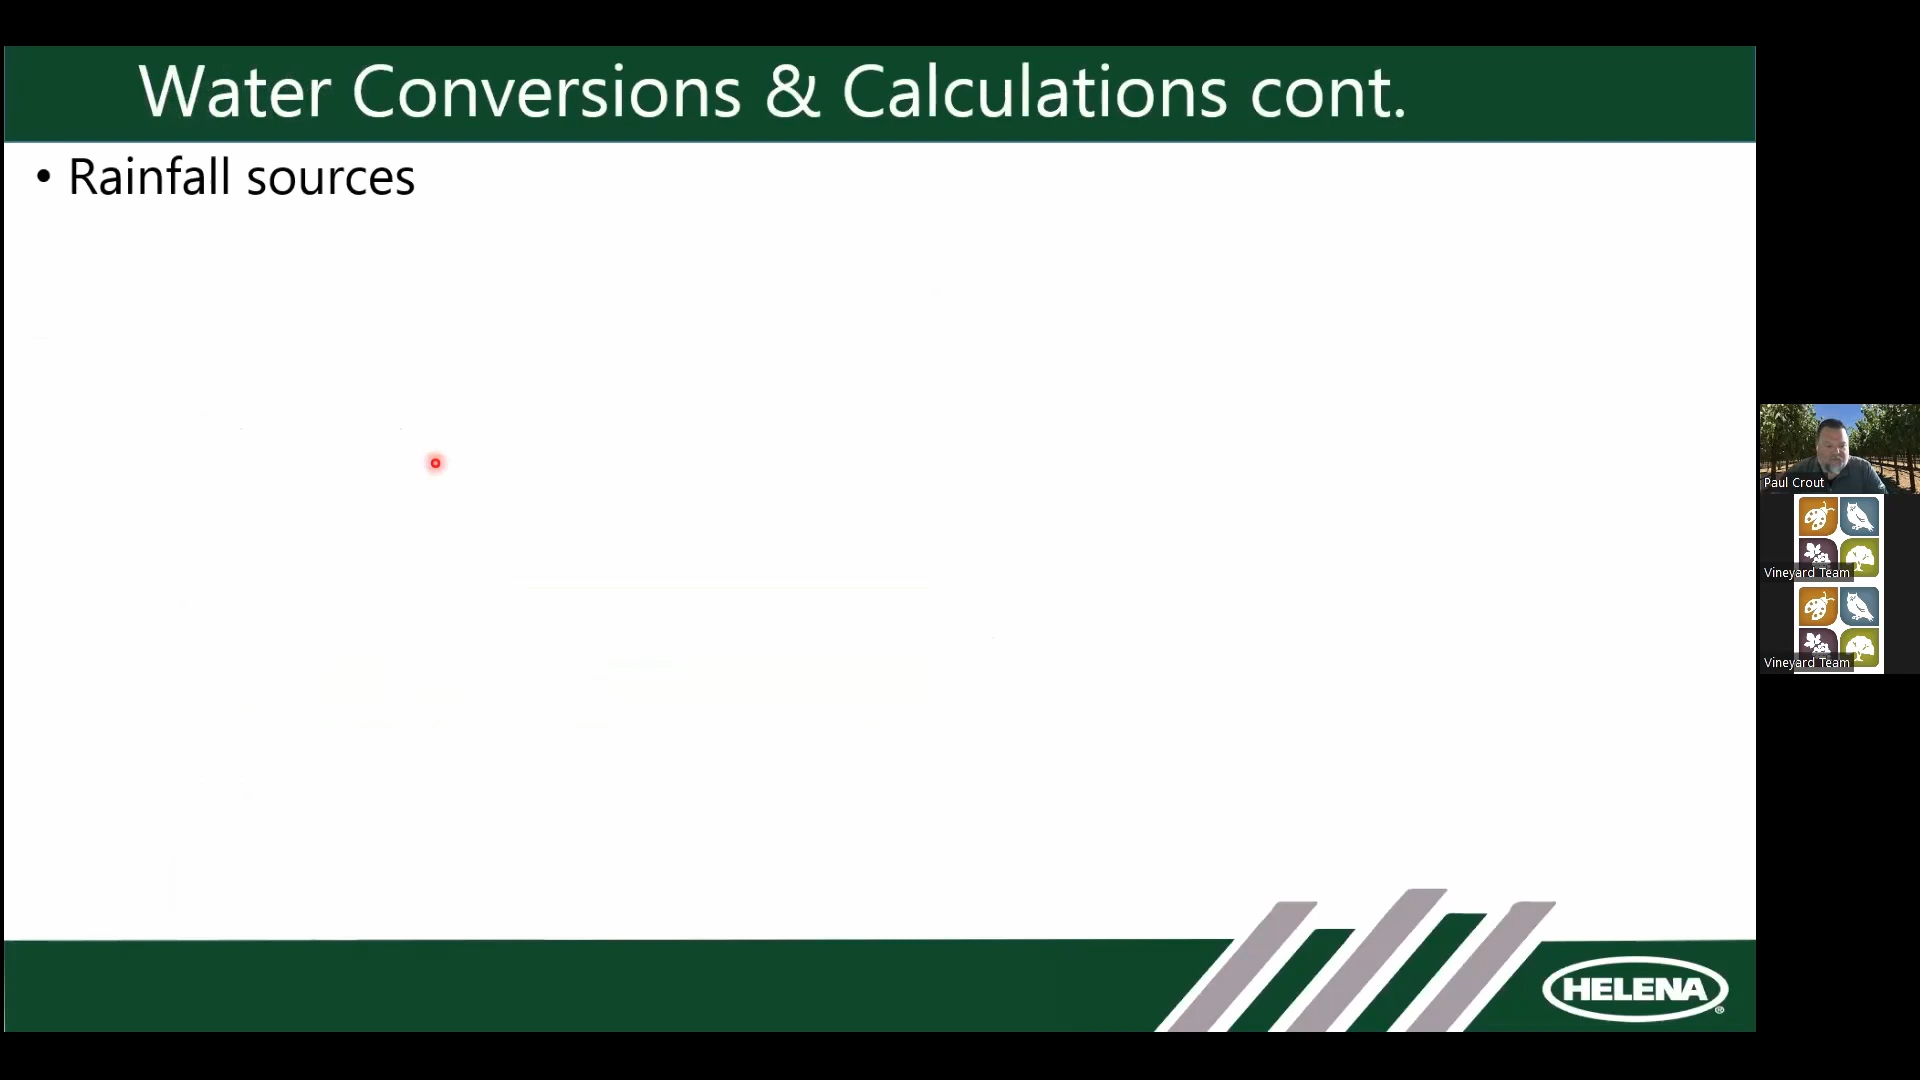 Water Conversions & Calculations cont.
• Rainfall sources
Paul Crout
Vineyard Team
Vineyard Team
HELENA®